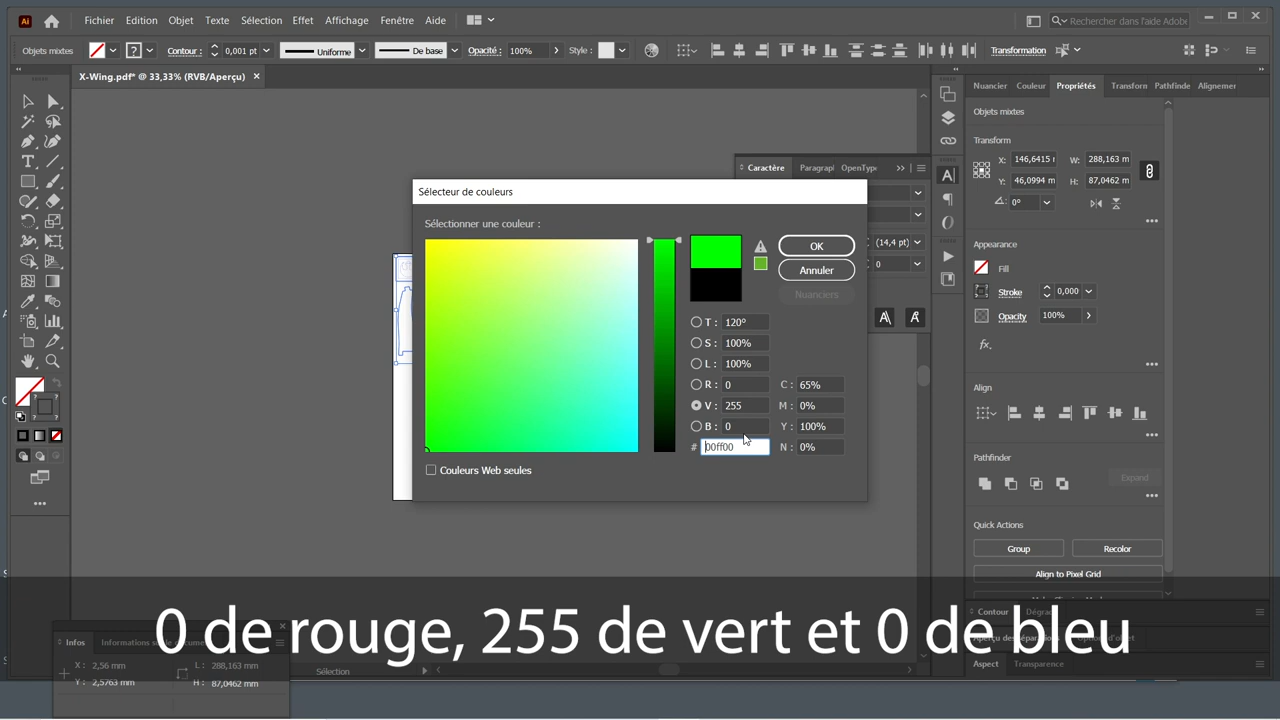 Ai Fichier Edition Objet Texte Sélection Effet Affichage Fenêtre Aide Rechercher dans l'aide Adobe
Objets mixtes Contour : 0,001 pt Uniforme De base Opacité : 100% Style : Transformation
X-Wing.pdf* @ 33,33% (RVB/Aperçu) ×
Nuancier Couleur Propriétés Transform Pathfinde Alignemer
Objets mixtes
Transform
X: 146,6415 W: 288,163 m
Y: 46,0994 m H: 87,0462 m
0°
Appearance
Fill
Stroke 0,000
Opacity 100%
fx.
Align
Pathfinder
Expand
Quick Actions
Group Recolor
Align to Pixel Grid
Contour Dégrad
Aspect Transparence
Caractère Paragrapl OpenType
(14,4 pt)
0
Sélecteur de couleurs
Sélectionner une couleur :
OK
Annuler
Nuanciers
T : 120°
S : 100%
L : 100%
R : 0 C : 65%
V : 255 M : 0%
B : 0 Y : 100%
# 00ff00 N : 0%
Couleurs Web seules
0 de rouge, 255 de vert et 0 de bleu
Infos Informations
X : 2,56 mm L : 288,163 mm
Y : 2,5763 mm H : 87,0462 mm
Sélection